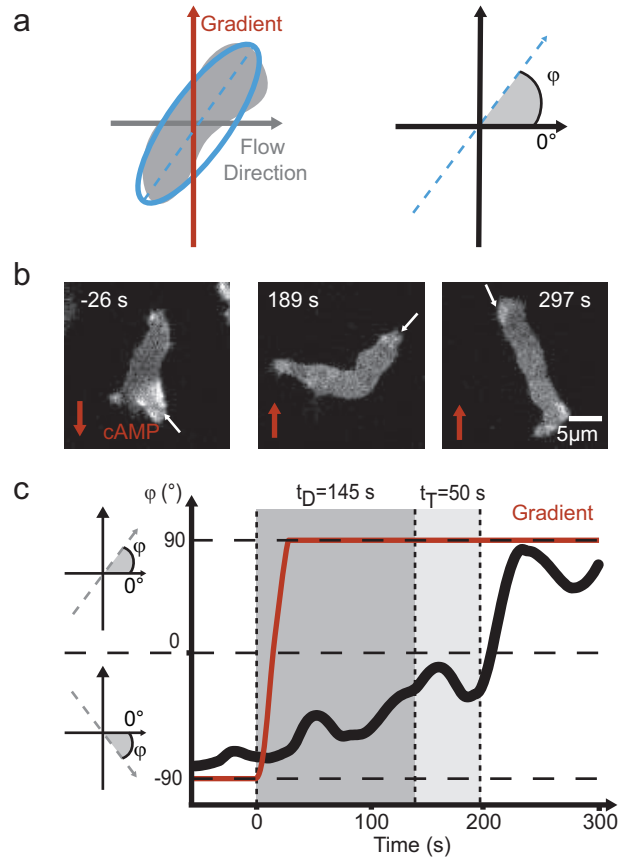 a
Gradient
Flow
Direction
φ
0°
b
-26 s
cAMP
189 s
297 s
5μm
c
φ (°)
t_D=145 s
t_T=50 s
Gradient
90
0
-90
φ
0°
0°
φ
0
100
200
300
Time (s)